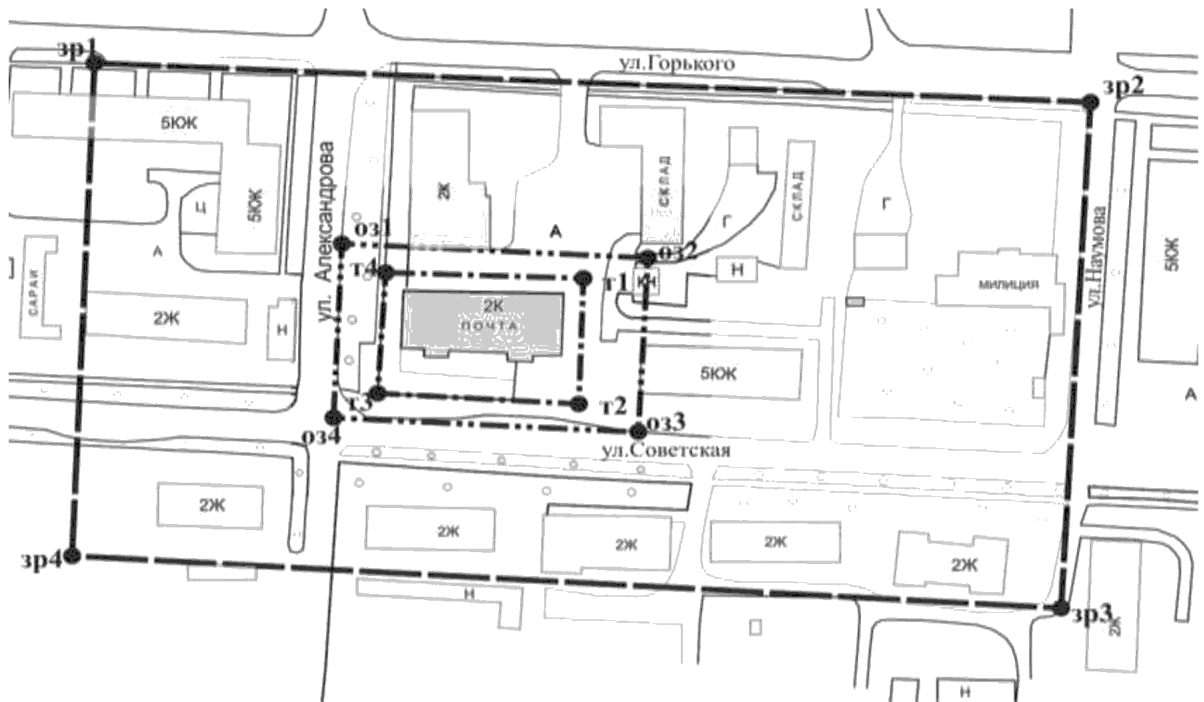 зр1
ул.Горького
зр2
5ЮЖ
ул. Александрова
2К
СКЛАД
СКЛАД
Г
Г
Ц
5ЮЖ
А
оз1
А
оз2
ул.Наумова
5ЮЖ
т4
т1
КН
Н
МИЛИЦИЯ
САРАИ
2Ж
Н
2К
ПОЧТА
5ЮЖ
А
т3
т2
оз4
оз3
ул.Советская
2Ж
2Ж
2Ж
2Ж
2Ж
зр4
Н
зр3
2Ж
Н